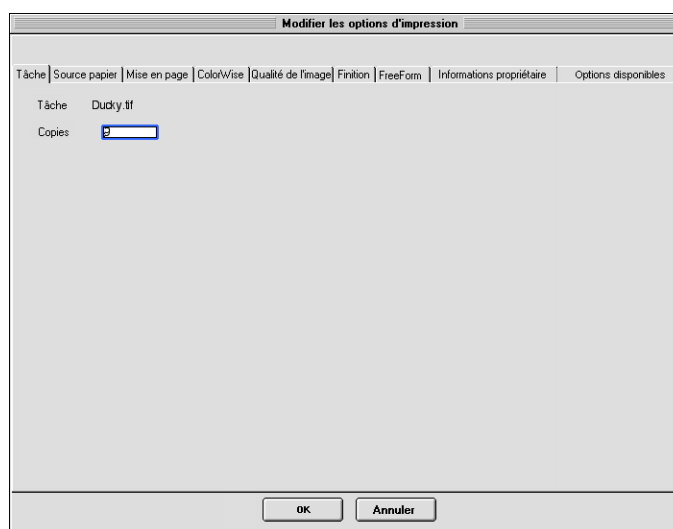 Modifier les options d'impression
Tâche Source papier Mise en page ColorWise Qualité de l'image Finition FreeForm Informations propriétaire Options disponibles
Tâche Ducky.tif
Copies
OK Annuler